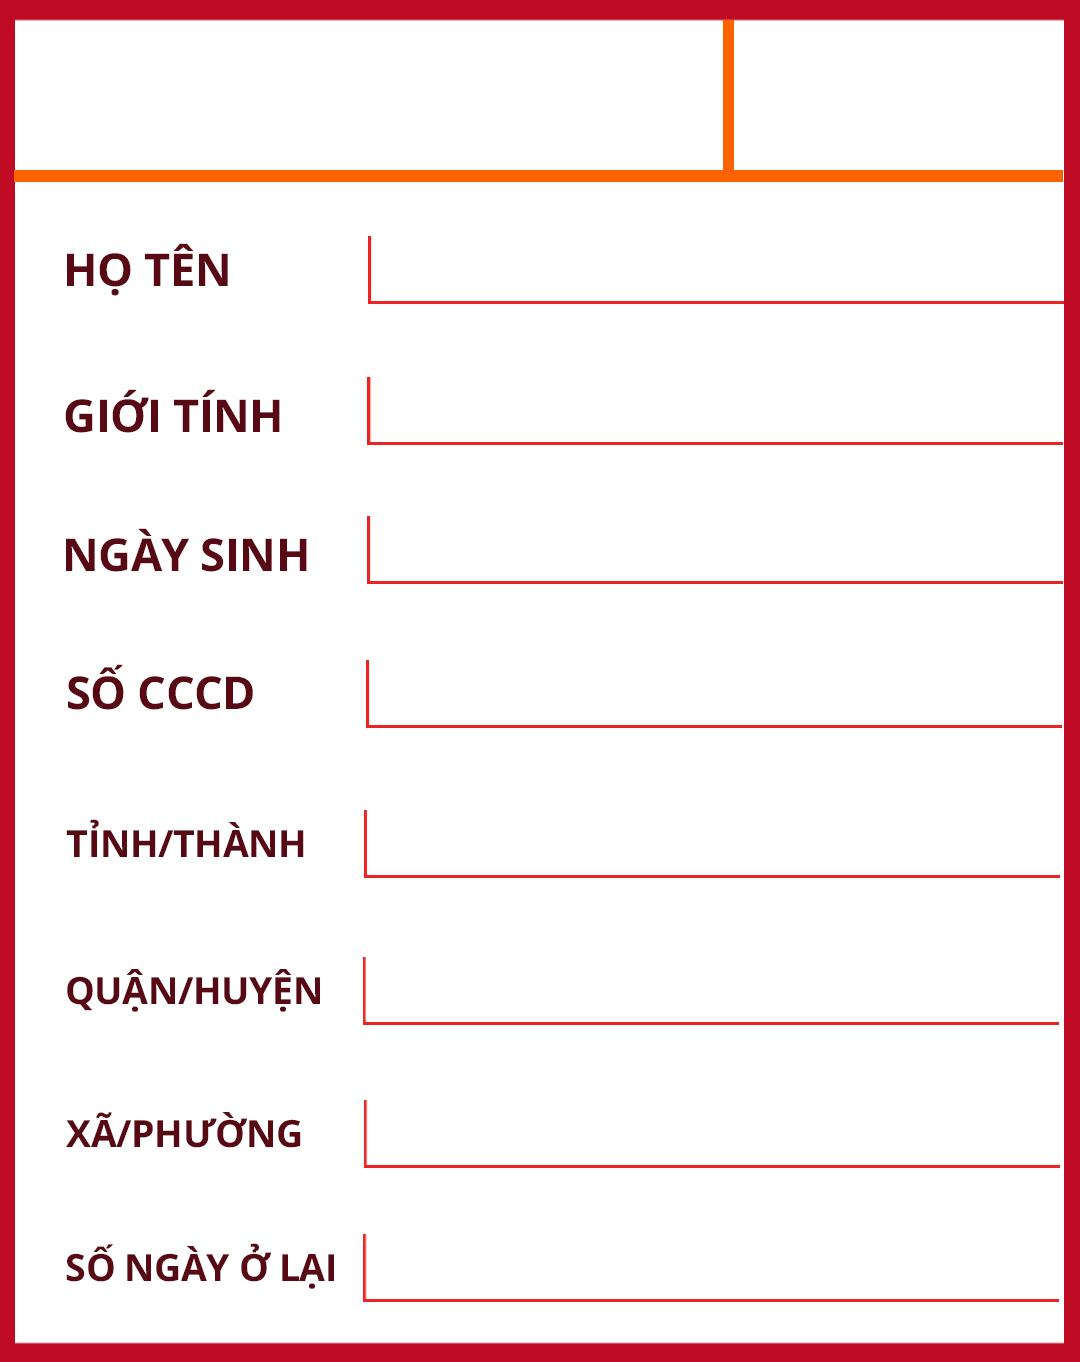 HỌ TÊN
GIỚI TÍNH
NGÀY SINH
SỐ CCCD
TỈNH/THÀNH
QUẬN/HUYỆN
XÃ/PHƯỜNG
SỐ NGÀY Ở LẠI